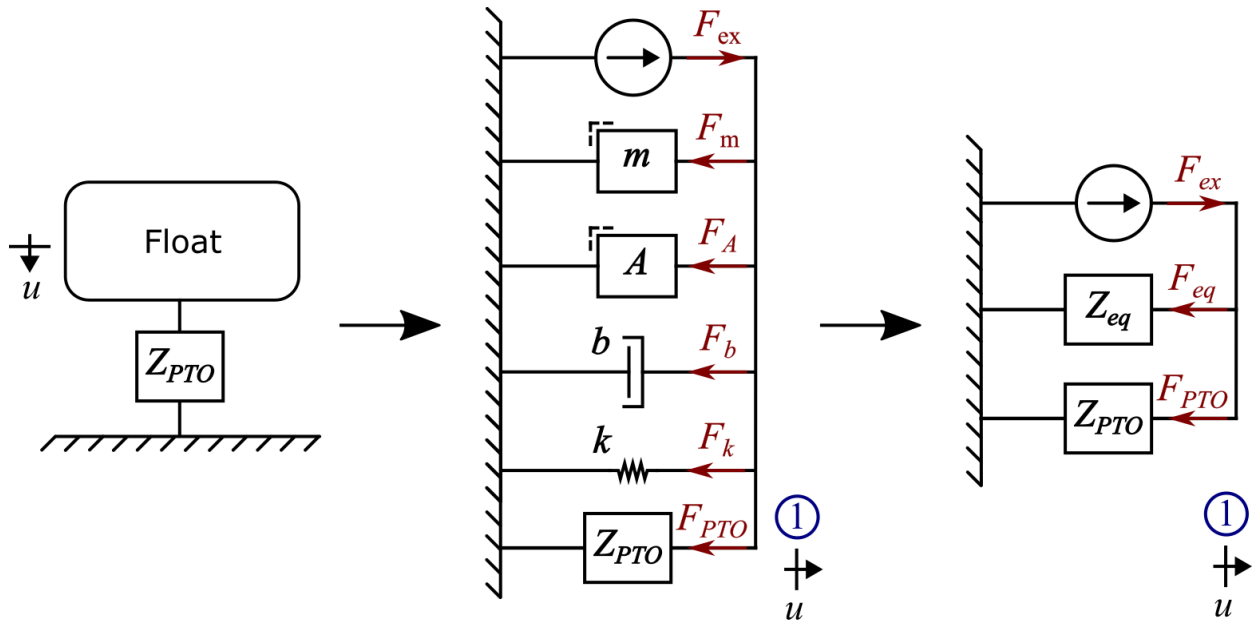 Float
u
Z_PTO
F_ex
F_m
m
F_A
A
b
F_b
k
F_k
F_PTO
Z_PTO
1
u
F_ex
F_eq
Z_eq
F_PTO
Z_PTO
1
u